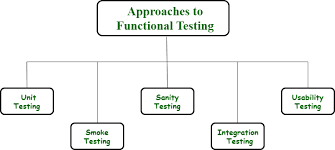 Approaches to
Functional Testing
Unit
Testing
Smoke
Testing
Sanity
Testing
Integration
Testing
Usability
Testing